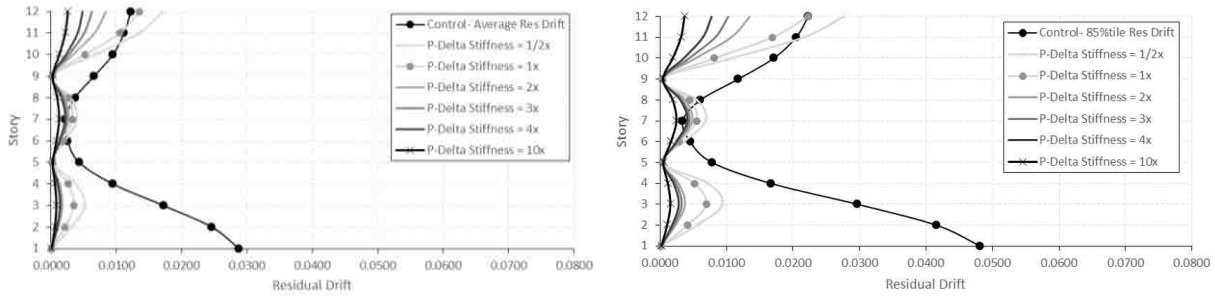 12
11
10
9
8
7
6
5
4
3
2
1
Story
0.0000 0.0100 0.0200 0.0300 0.0400 0.0500 0.0600 0.0700 0.0800
Residual Drift
Control- Average Res Drift
P-Delta Stiffness = 1/2x
P-Delta Stiffness = 1x
P-Delta Stiffness = 2x
P-Delta Stiffness = 3x
P-Delta Stiffness = 4x
P-Delta Stiffness = 10x
12
11
10
9
8
7
6
5
4
3
2
1
Story
0.0000 0.0100 0.0200 0.0300 0.0400 0.0500 0.0600 0.0700 0.0800
Residual Drift
Control- 85%tile Res Drift
P-Delta Stiffness = 1/2x
P-Delta Stiffness = 1x
P-Delta Stiffness = 2x
P-Delta Stiffness = 3x
P-Delta Stiffness = 4x
P-Delta Stiffness = 10x